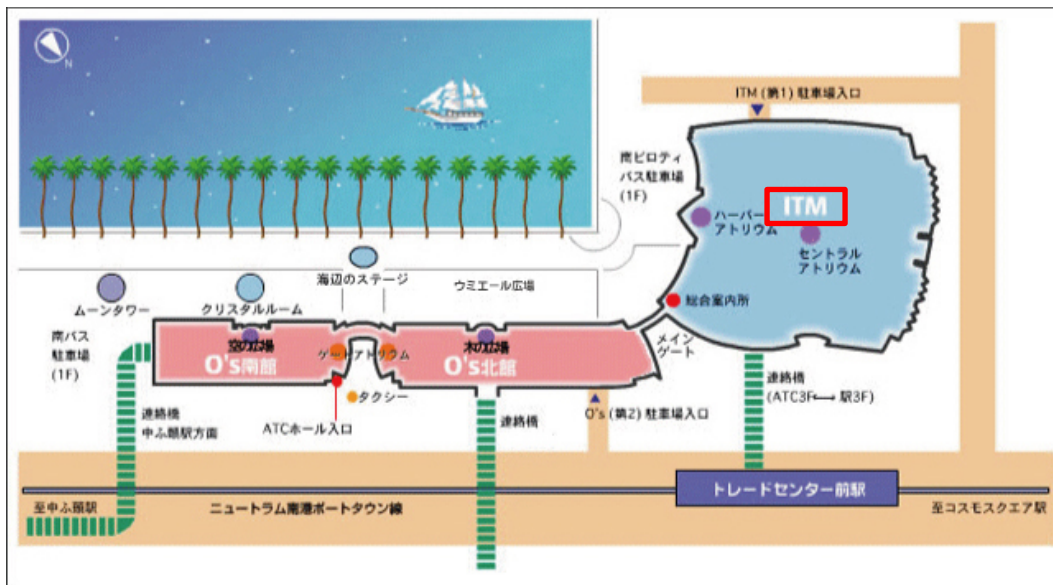 N
ITM (第1) 駐車場入口
南ピロティ
バス駐車場
(1F)
ITM
ハーバー
アトリウム
セントラル
アトリウム
海辺のステージ
ウミエール広場
ムーンタワー
クリスタルルーム
総合案内所
南バス
駐車場
(1F)
空の広場
O's南館
ゲートアトリウム
木の広場
O's北館
メイン
ゲート
タクシー
O's (第2) 駐車場入口
連絡橋
(ATC3F⟷駅3F)
連絡橋
中ふ頭駅方面
ATCホール入口
連絡橋
トレードセンター前駅
至中ふ頭駅
ニュートラム南港ポートタウン線
至コスモスクエア駅